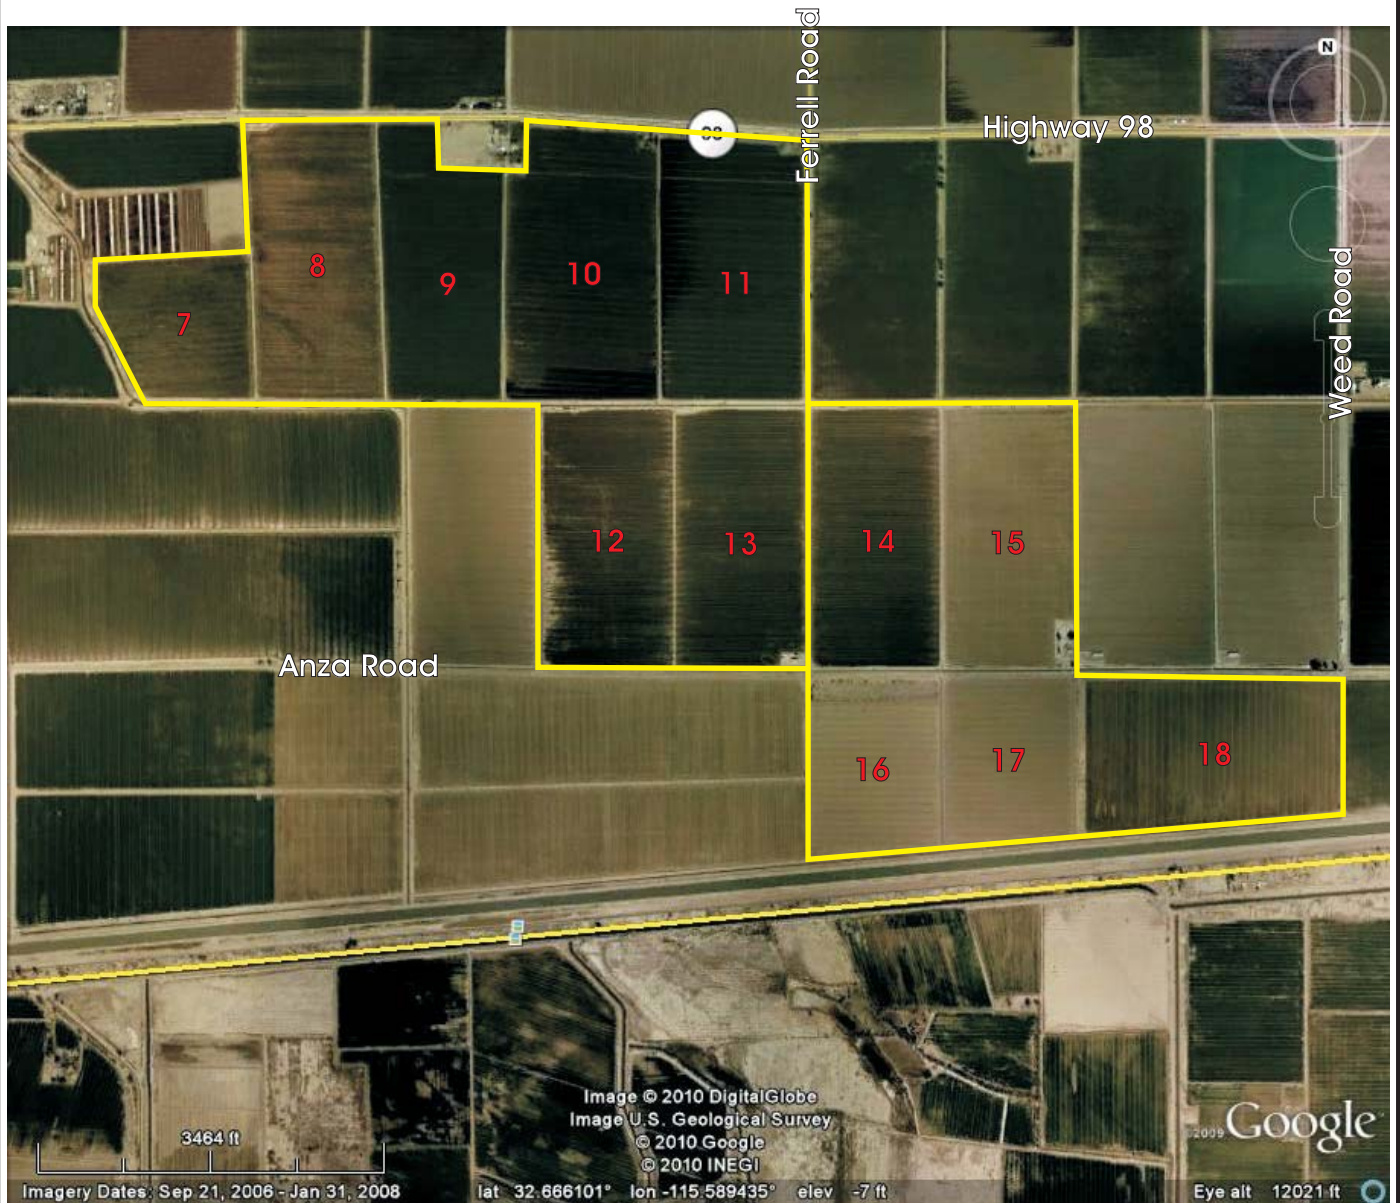 N
Ferrell Road
Highway 98
98
Weed Road
8
9
10
11
7
12
13
14
15
Anza Road
16
17
18
Image © 2010 DigitalGlobe
Image U.S. Geological Survey
© 2010 Google
© 2010 INEGI
©2009 Google
3464 ft
Imagery Dates: Sep 21, 2006 - Jan 31, 2008 lat 32.666101° lon -115.589435° elev -7 ft Eye alt 12021 ft